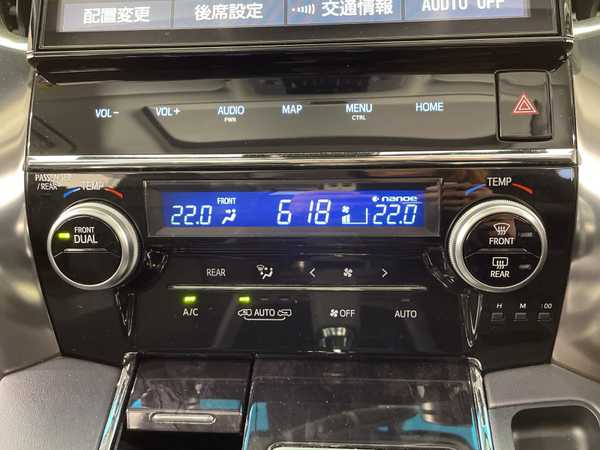 配置変更 後席設定 交通情報 AUDIO OFF
VOL− VOL+ AUDIO MAP MENU HOME
PWR CTRL
PASSENGER
/REAR TEMP TEMP
FRONT nanoe
22.0 6 18 22.0
FRONT
DUAL
FRONT
REAR
REAR
A/C AUTO OFF AUTO
H M :00